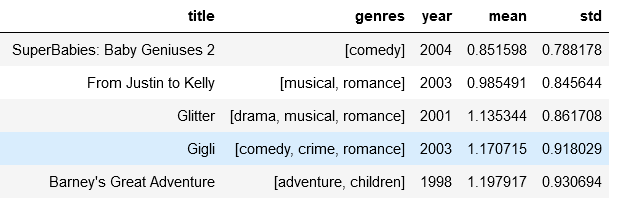 title genres year mean std
SuperBabies: Baby Geniuses 2 [comedy] 2004 0.851598 0.788178
From Justin to Kelly [musical, romance] 2003 0.985491 0.845644
Glitter [drama, musical, romance] 2001 1.135344 0.861708
Gigli [comedy, crime, romance] 2003 1.170715 0.918029
Barney's Great Adventure [adventure, children] 1998 1.197917 0.930694